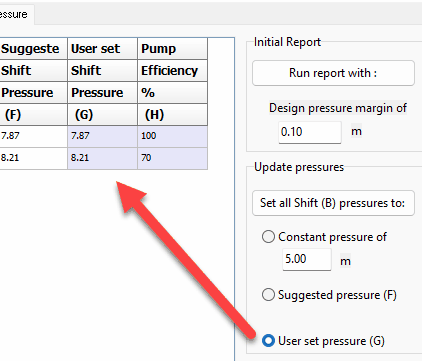 essure
Suggeste User set Pump
Shift Shift Efficiency
Pressure Pressure %
(F) (G) (H)
7.87 7.87 100
8.21 8.21 70
Initial Report
Run report with :
Design pressure margin of
0.10 m
Update pressures
Set all Shift (B) pressures to:
Constant pressure of
5.00 m
Suggested pressure (F)
User set pressure (G)